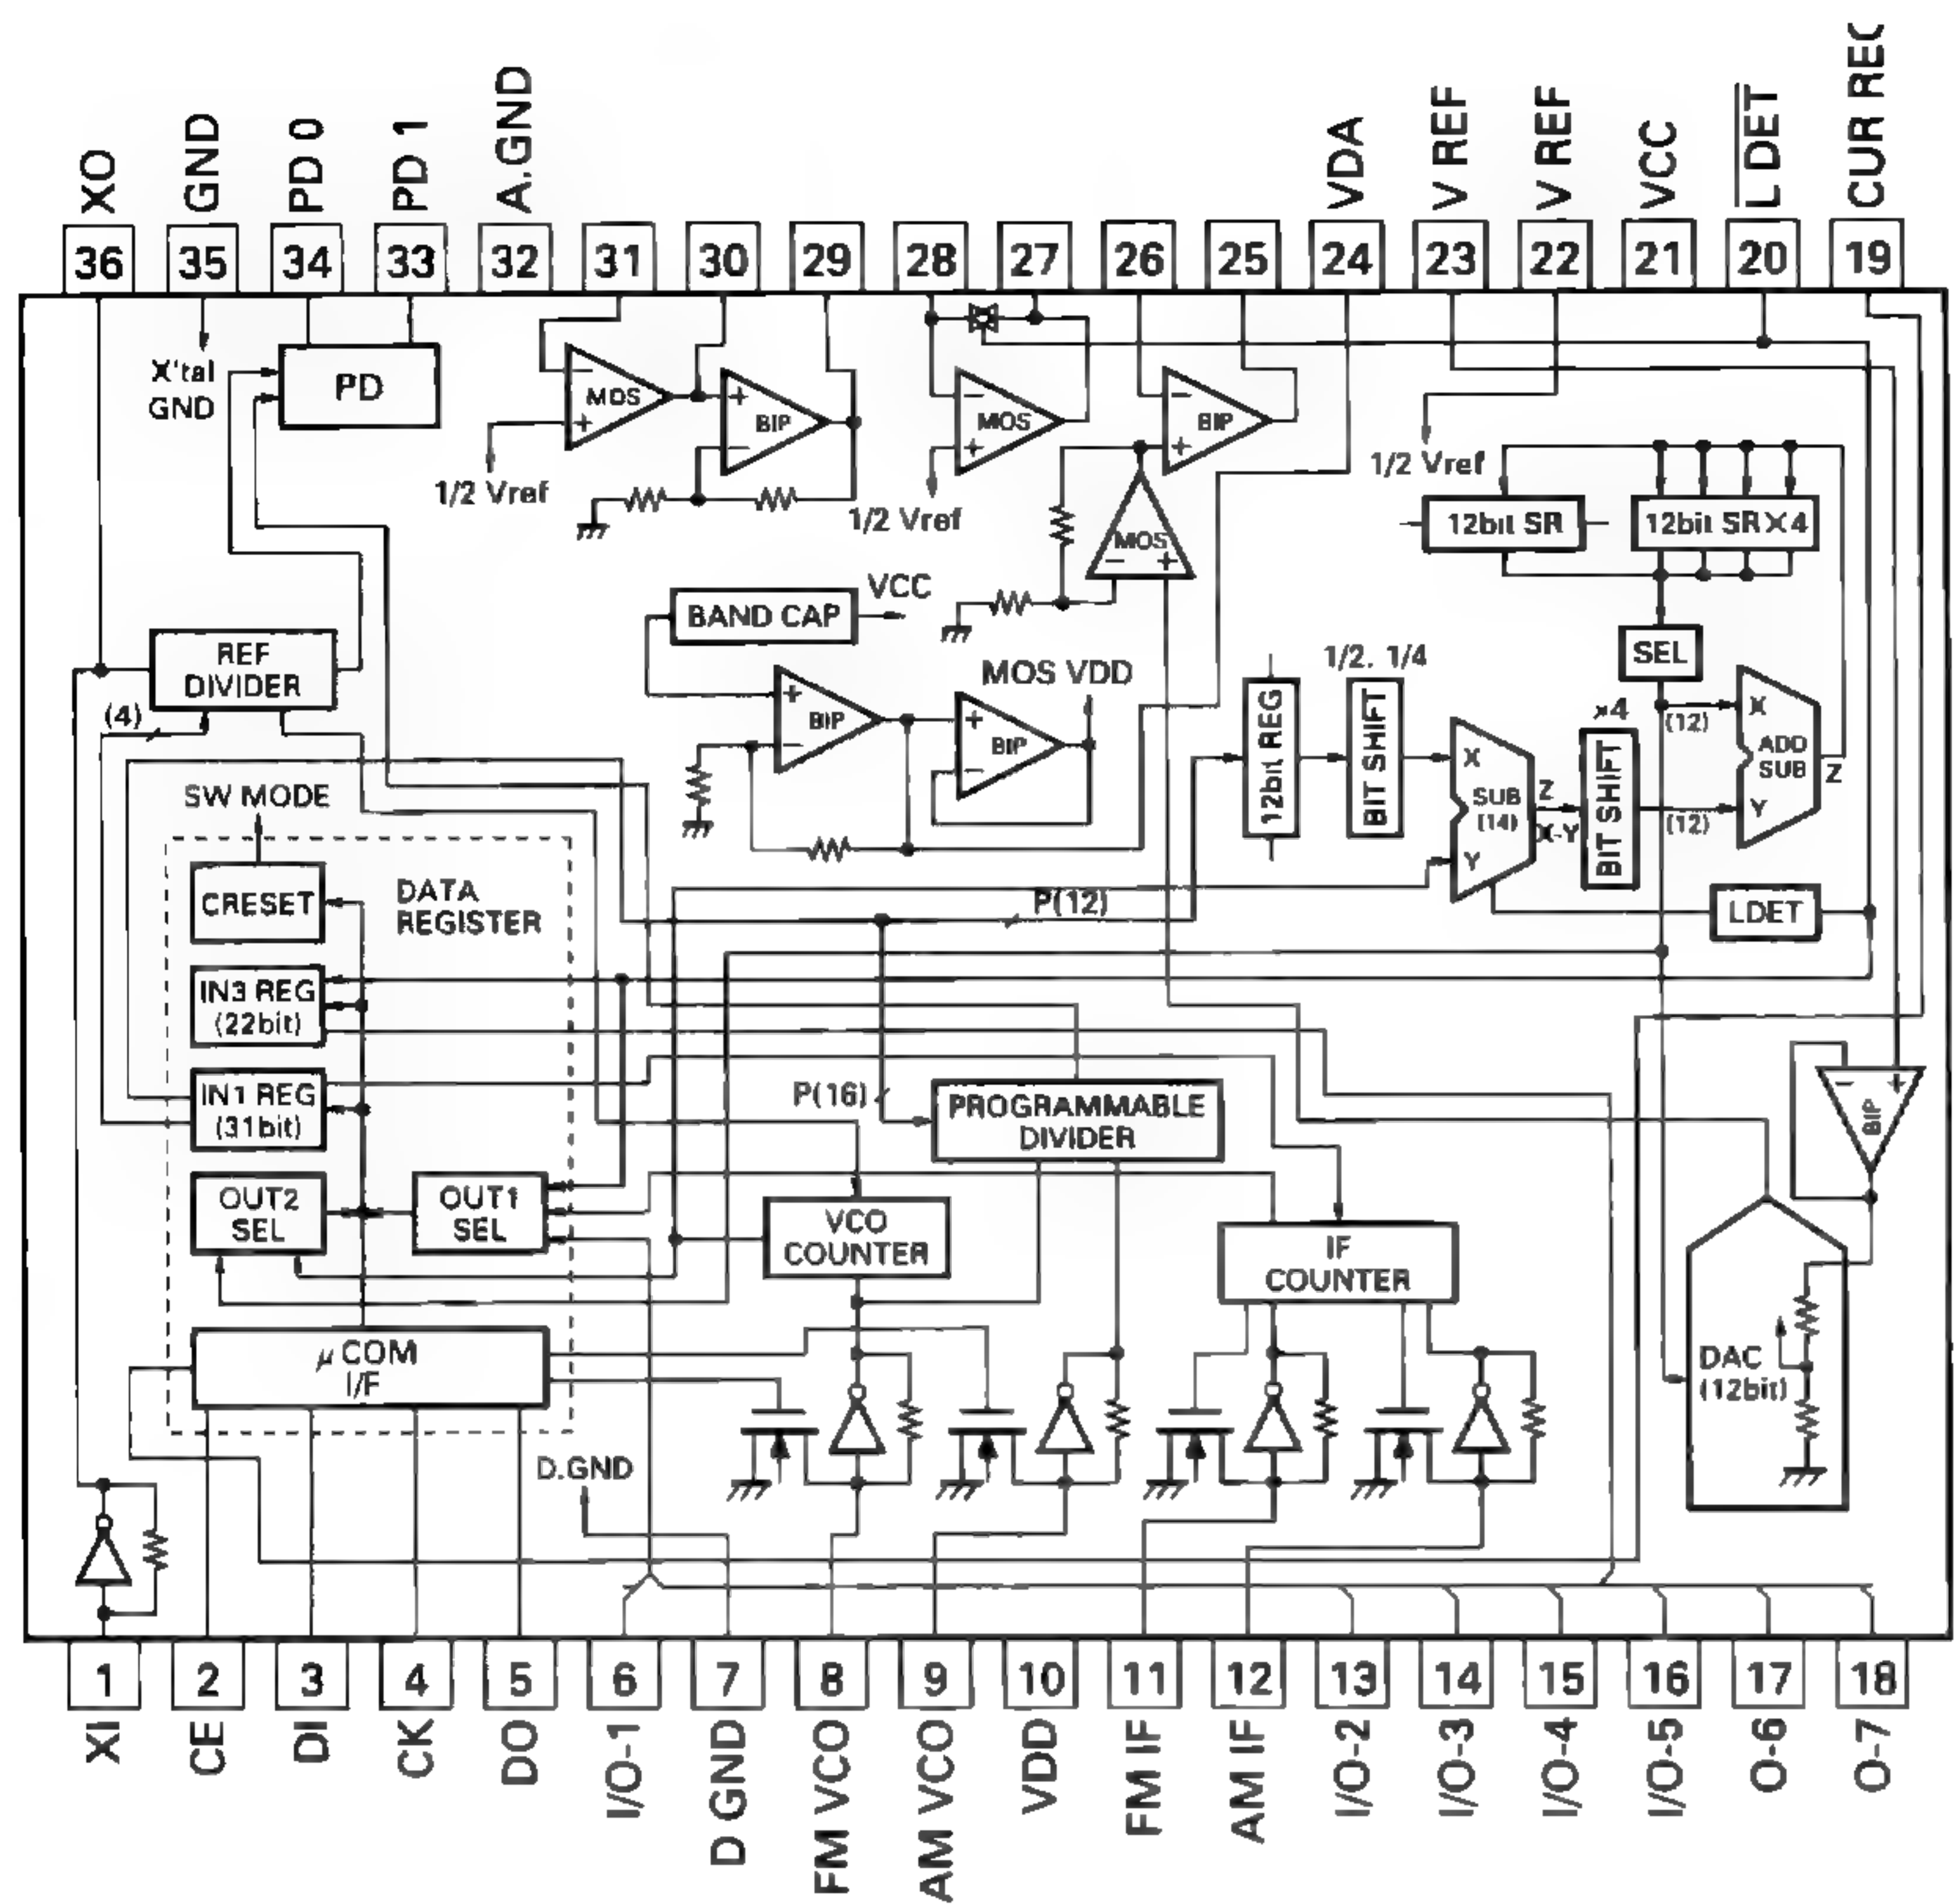 XO
GND
PD 0
PD 1
A.GND
VDA
V REF
V REF
VCC
L DET
CUR REC
36
35
34
33
32
31
30
29
28
27
26
25
24
23
22
21
20
19
X'tal
GND
PD
MOS
BIP
MOS
BIP
1/2 Vref
1/2 Vref
1/2 Vref
12bit SR
12bit SR×4
MOS
BAND CAP
VCC
SEL
REF
DIVIDER
(4)
MOS VDD
BIP
BIP
12bit REG
1/2. 1/4
BIT SHIFT
X
SUB
(14)
Y
Z
X-Y
×4
BIT SHIFT
(12)
(12)
X
ADD
SUB
Y
Z
SW MODE
CRESET
DATA
REGISTER
P(12)
LDET
IN3 REG
(22bit)
IN1 REG
(31bit)
P(16)
PROGRAMMABLE
DIVIDER
BIP
OUT2
SEL
OUT1
SEL
VCO
COUNTER
IF
COUNTER
μ COM
I/F
DAC
(12bit)
D.GND
1
2
3
4
5
6
7
8
9
10
11
12
13
14
15
16
17
18
XI
CE
DI
CK
DO
I/O-1
D GND
FM VCO
AM VCO
VDD
FM IF
AM IF
I/O-2
I/O-3
I/O-4
I/O-5
O-6
O-7